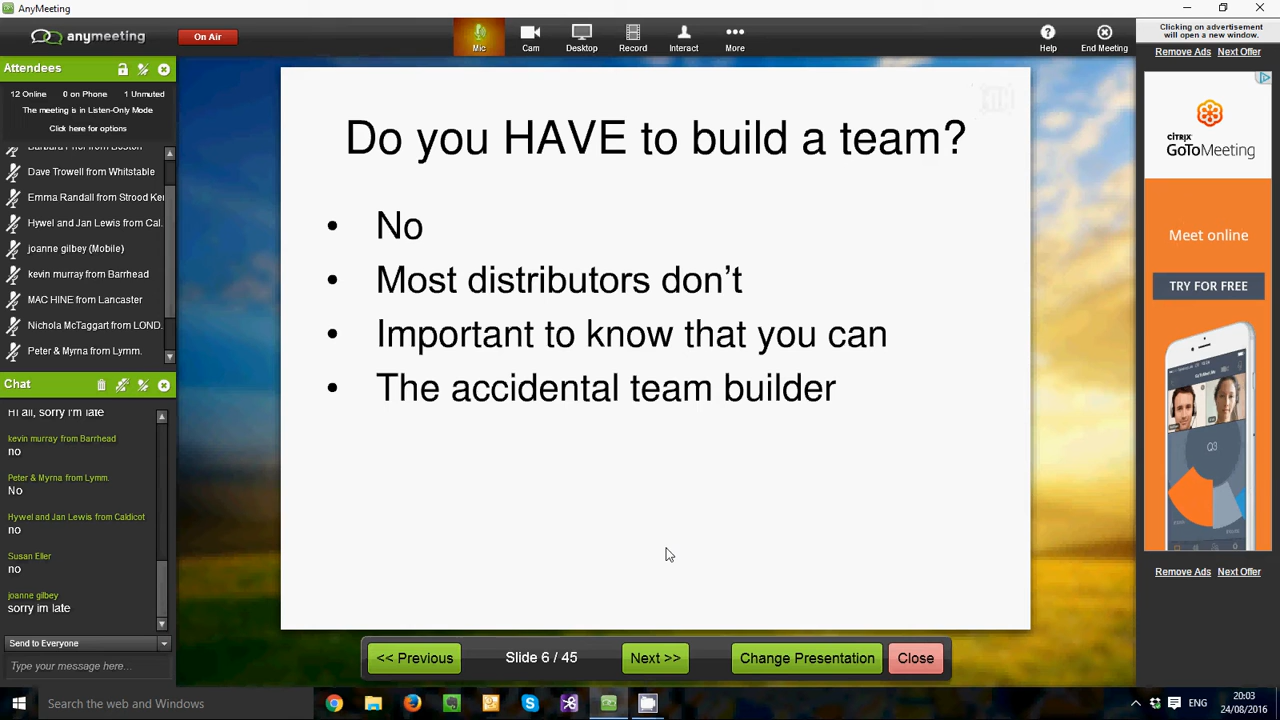 AnyMeeting
anymeeting
On Air
Mic
Cam
Desktop
Record
Interact
More
Help
End Meeting
Clicking on advertisement
will open a new window.
Remove Ads Next Offer
Attendees
12 Online 0 on Phone 1 Unmuted
The meeting is in Listen-Only Mode
Click here for options
Dave Trowell from Whitstable
Emma Randall from Strood Ker
Hywel and Jan Lewis from Cal.
joanne gilbey (Mobile)
kevin murray from Barrhead
MAC HINE from Lancaster
Nichola McTaggart from LOND.
Peter & Myrna from Lymm.
Chat
Hi all, sorry i'm late
kevin murray from Barrhead
no
Peter & Myrna from Lymm.
No
Hywel and Jan Lewis from Caldicot
no
Susan Eller
no
joanne gilbey
sorry im late
Send to Everyone
Type your message here...
Do you HAVE to build a team?
• No
• Most distributors don't
• Important to know that you can
• The accidental team builder
<< Previous
Slide 6 / 45
Next >>
Change Presentation
Close
CITRIX
GoToMeeting
Meet online
TRY FOR FREE
Q3
Remove Ads Next Offer
Search the web and Windows
ENG
20:03
24/08/2016